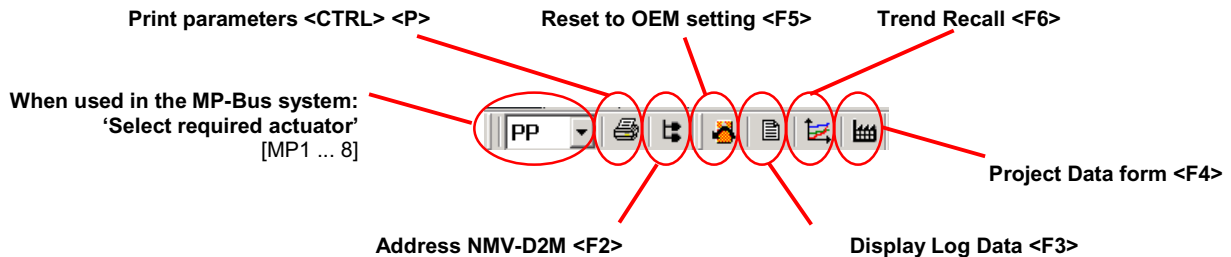 Print parameters <CTRL> <P>
Reset to OEM setting <F5>
Trend Recall <F6>
When used in the MP-Bus system:
‘Select required actuator’
[MP1 ... 8]
PP
Project Data form <F4>
Address NMV-D2M <F2>
Display Log Data <F3>